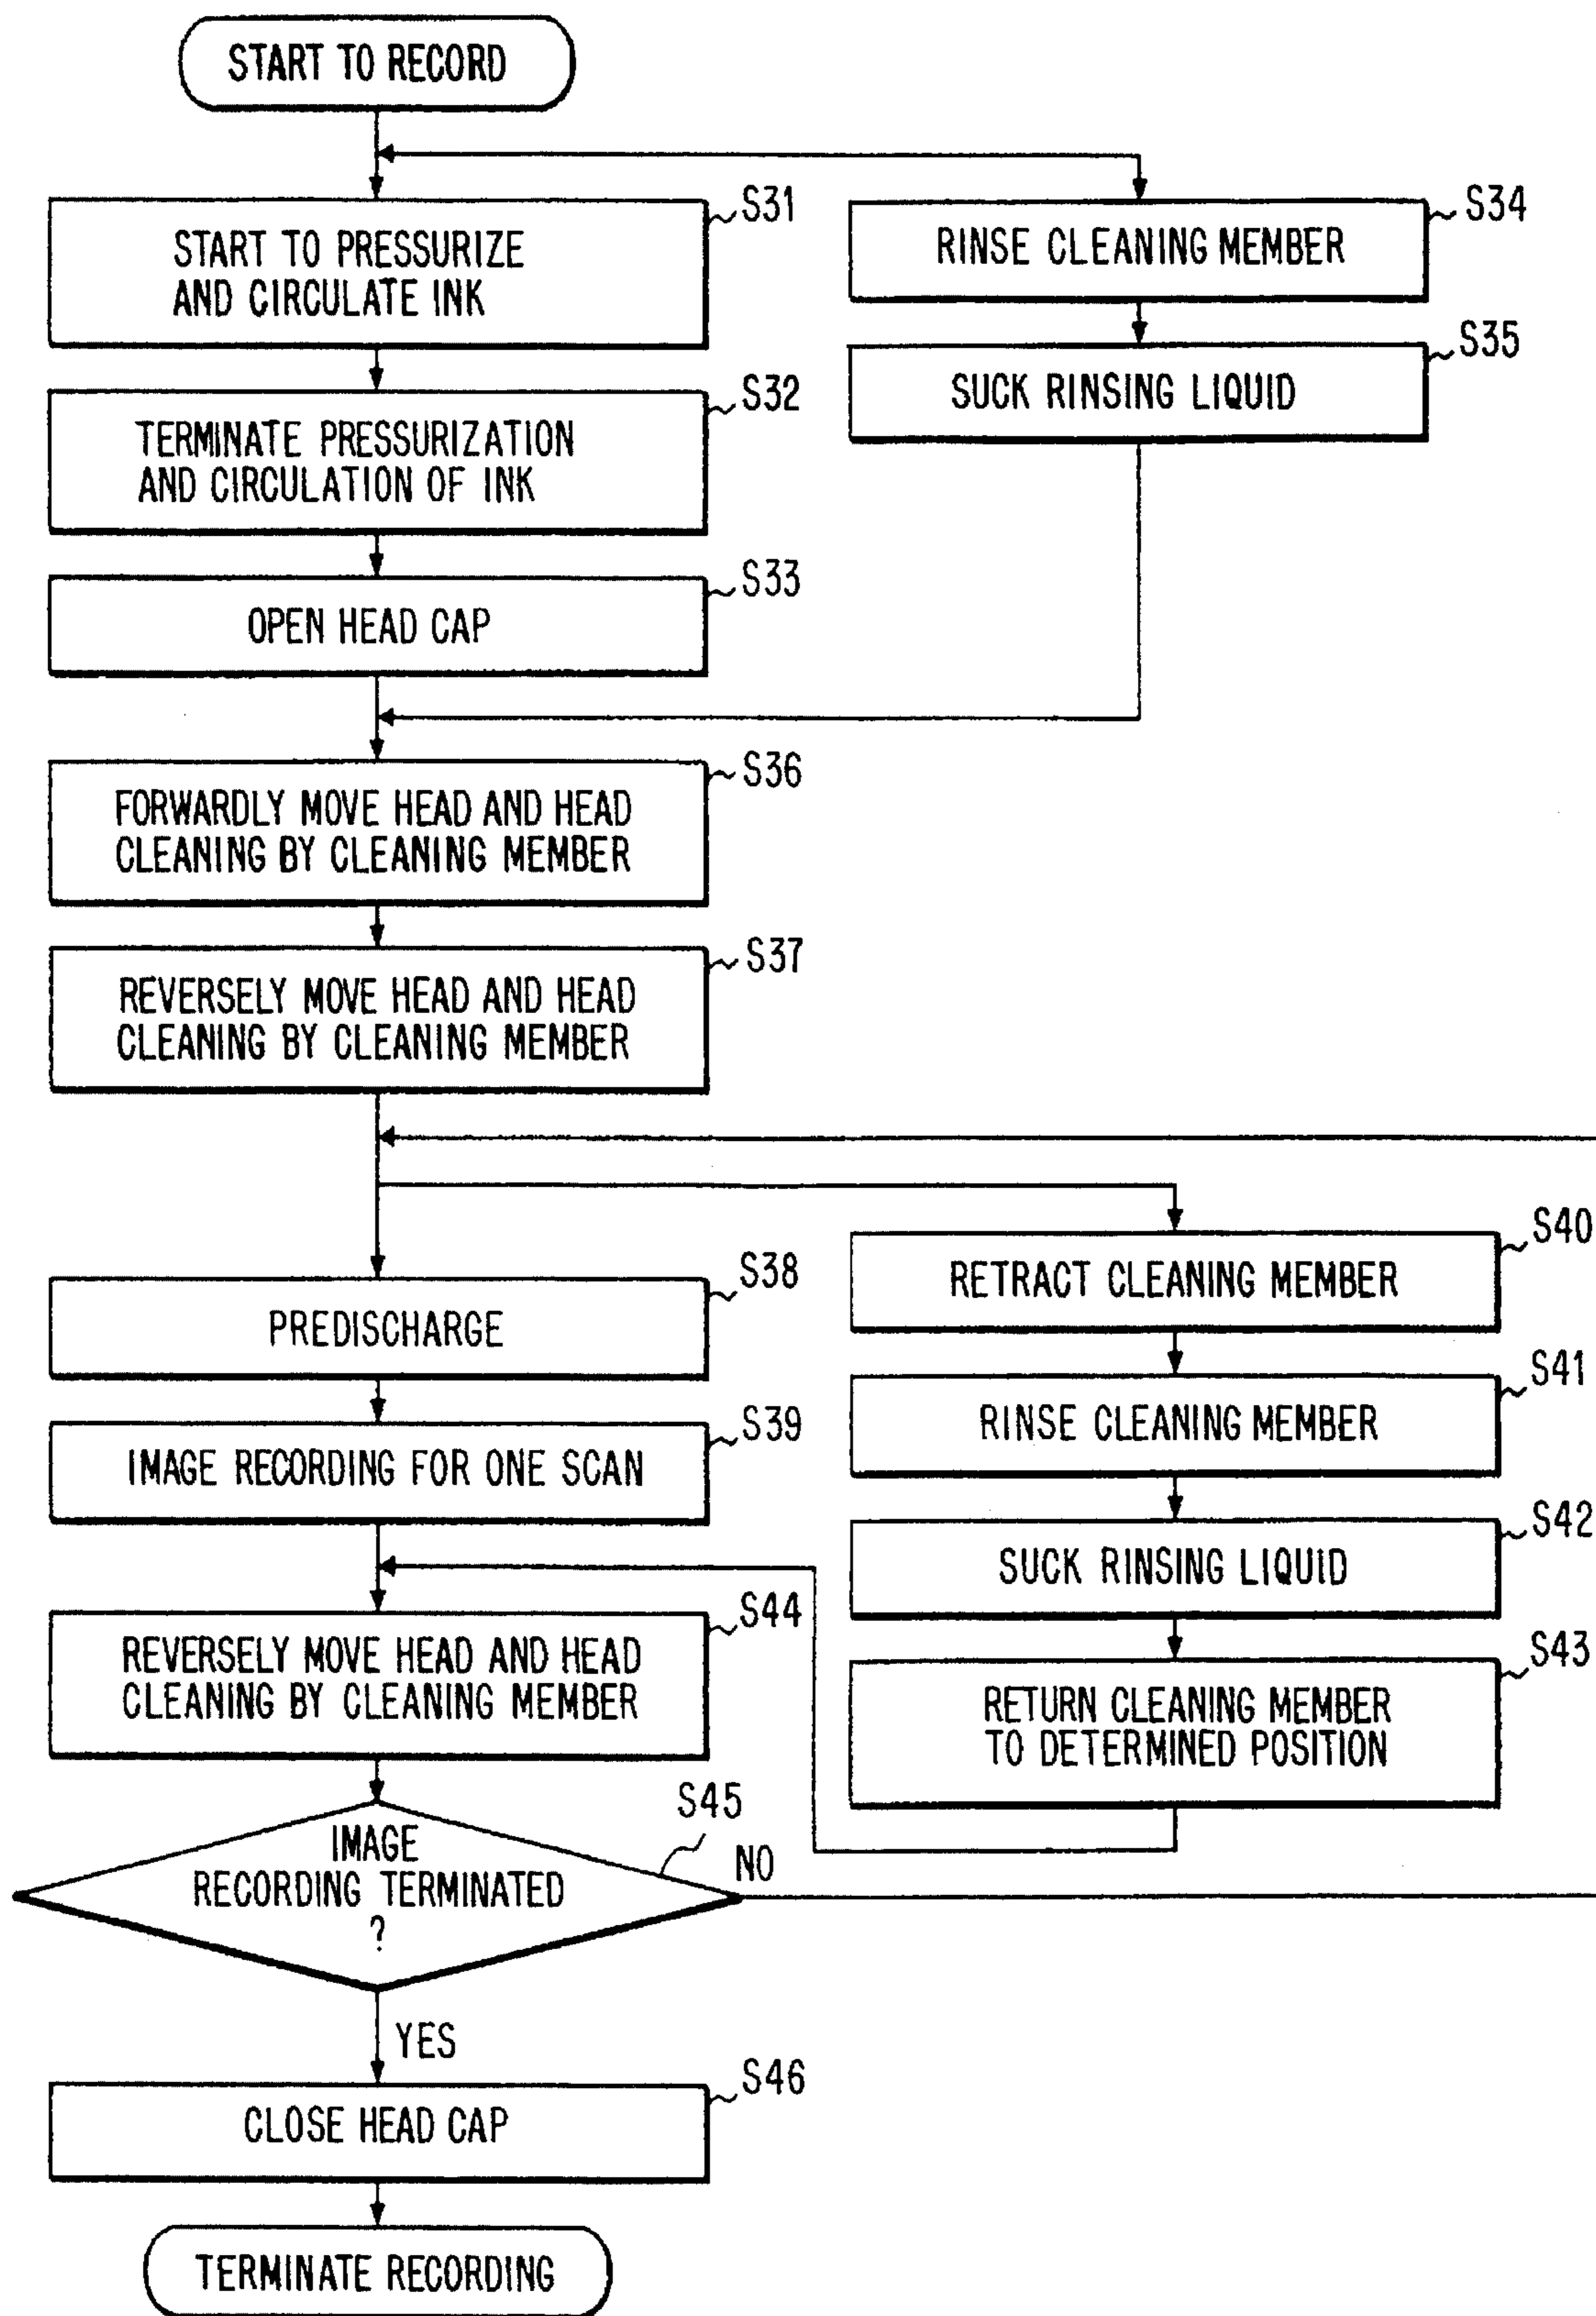 START TO RECORD
S31
START TO PRESSURIZE
AND CIRCULATE INK
S32
TERMINATE PRESSURIZATION
AND CIRCULATION OF INK
S33
OPEN HEAD CAP
S34
RINSE CLEANING MEMBER
S35
SUCK RINSING LIQUID
S36
FORWARDLY MOVE HEAD AND HEAD
CLEANING BY CLEANING MEMBER
S37
REVERSELY MOVE HEAD AND HEAD
CLEANING BY CLEANING MEMBER
S38
PREDISCHARGE
S39
IMAGE RECORDING FOR ONE SCAN
S40
RETRACT CLEANING MEMBER
S41
RINSE CLEANING MEMBER
S42
SUCK RINSING LIQUID
S43
RETURN CLEANING MEMBER
TO DETERMINED POSITION
S44
REVERSELY MOVE HEAD AND HEAD
CLEANING BY CLEANING MEMBER
S45
IMAGE
RECORDING TERMINATED
?
NO
YES
S46
CLOSE HEAD CAP
TERMINATE RECORDING